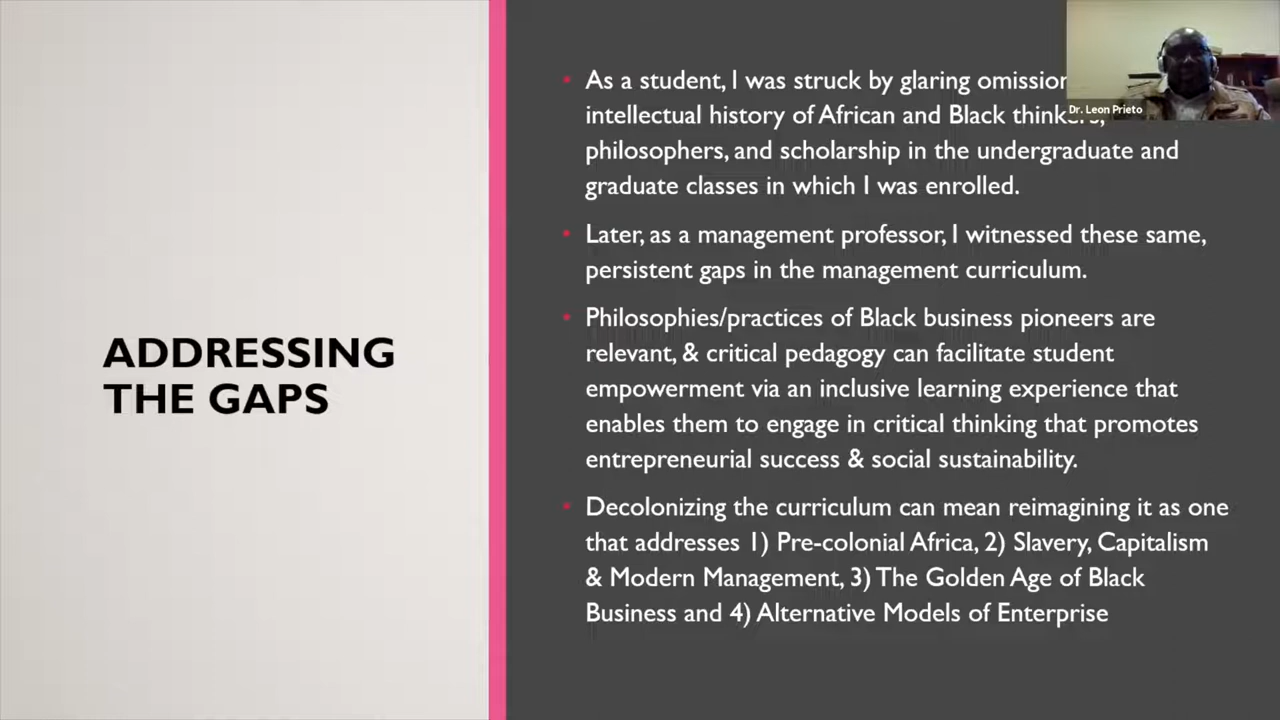 ADDRESSING
THE GAPS
As a student, I was struck by glaring omission
intellectual history of African and Black thinkers,
philosophers, and scholarship in the undergraduate and
graduate classes in which I was enrolled.
Later, as a management professor, I witnessed these same,
persistent gaps in the management curriculum.
Philosophies/practices of Black business pioneers are
relevant, & critical pedagogy can facilitate student
empowerment via an inclusive learning experience that
enables them to engage in critical thinking that promotes
entrepreneurial success & social sustainability.
Decolonizing the curriculum can mean reimagining it as one
that addresses 1) Pre-colonial Africa, 2) Slavery, Capitalism
& Modern Management, 3) The Golden Age of Black
Business and 4) Alternative Models of Enterprise
Dr. Leon Prieto